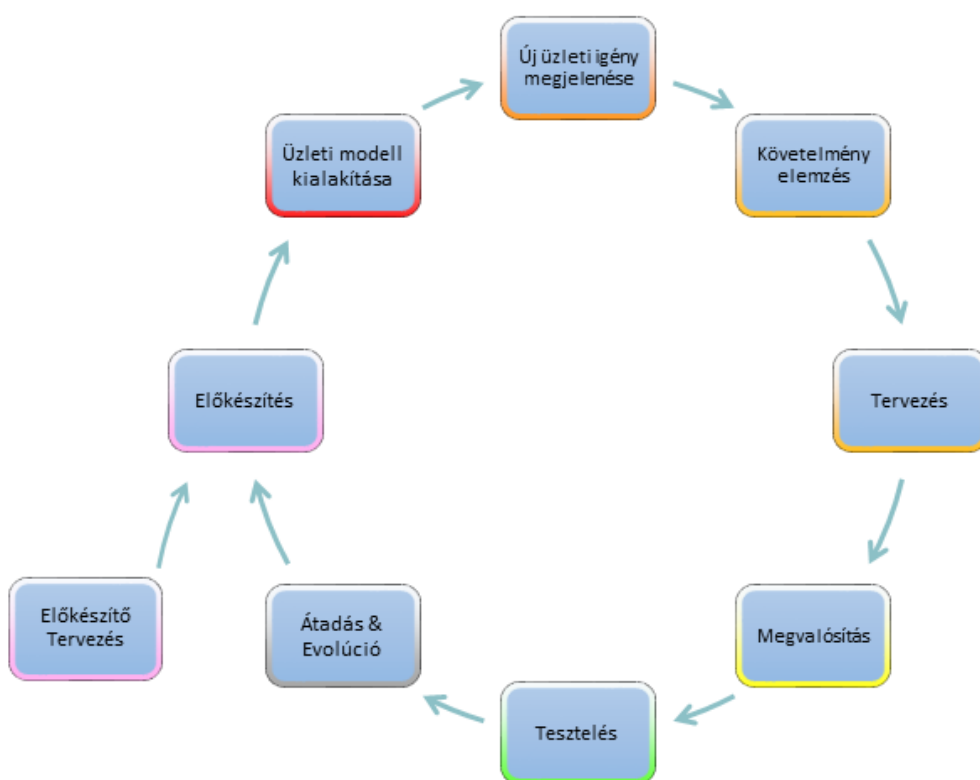 Új üzleti igény
megjelenése
Követelmény
elemzés
Tervezés
Megvalósítás
Tesztelés
Átadás &
Evolúció
Előkészítő
Tervezés
Előkészítés
Üzleti modell
kialakítása